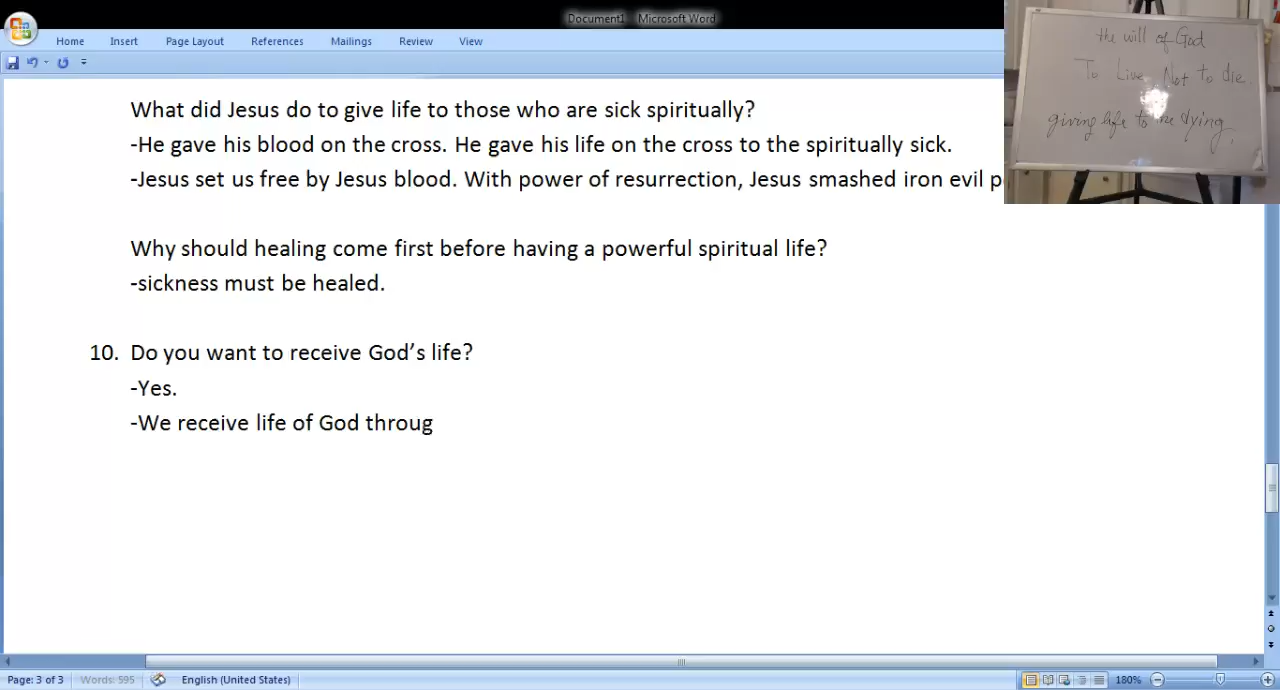 Document1 Microsoft Word
Home Insert Page Layout References Mailings Review View
What did Jesus do to give life to those who are sick spiritually?
-He gave his blood on the cross. He gave his life on the cross to the spiritually sick.
-Jesus set us free by Jesus blood. With power of resurrection, Jesus smashed iron evil p
Why should healing come first before having a powerful spiritual life?
-sickness must be healed.
10. Do you want to receive God's life?
-Yes.
-We receive life of God throug
Page: 3 of 3 Words: 595 English (United States) 180%
the will of God
To Live Not to die.
giving life to the dying.